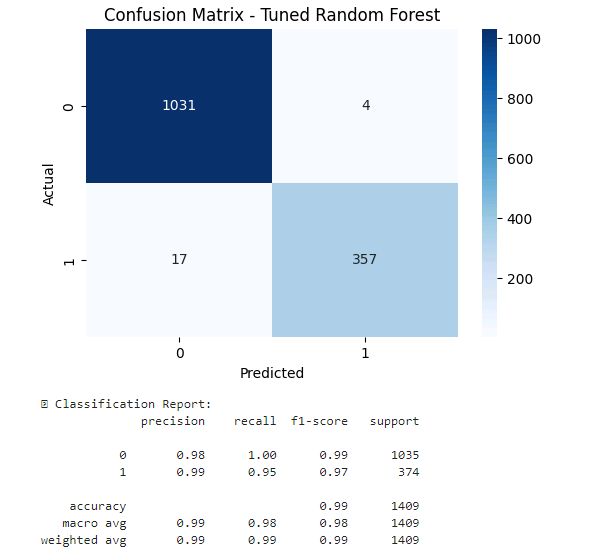 Confusion Matrix - Tuned Random Forest
0
1031
4
1
17
357
Actual
0
1
Predicted
1000
800
600
400
200
Classification Report:
precision recall f1-score support
0 0.98 1.00 0.99 1035
1 0.99 0.95 0.97 374
accuracy 0.99 1409
macro avg 0.99 0.98 0.98 1409
weighted avg 0.99 0.99 0.99 1409